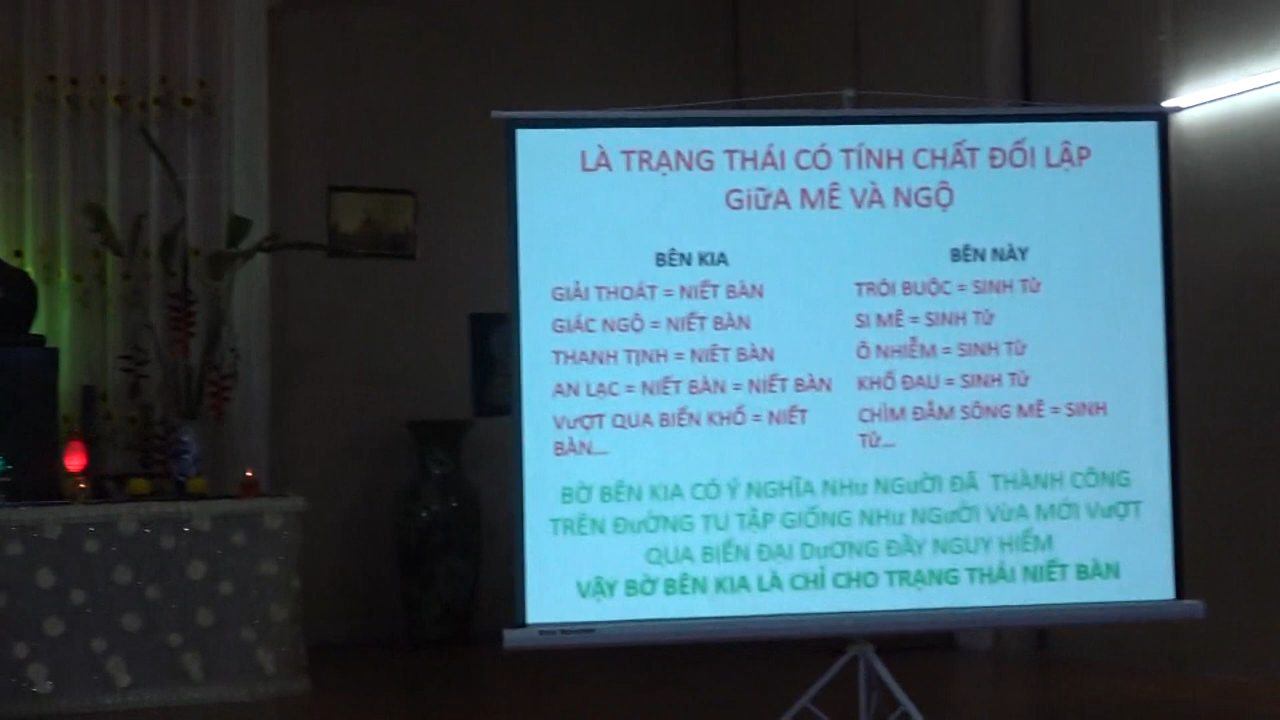 LÀ TRẠNG THÁI CÓ TÍNH CHẤT ĐỐI LẬP
GIữA MÊ VÀ NGỘ
BÊN KIA
GIẢI THOÁT = NIẾT BÀN
GIÁC NGỘ = NIẾT BÀN
THANH TỊNH = NIẾT BÀN
AN LẠC = NIẾT BÀN = NIẾT BÀN
VượT QUA BIỂN KHỔ = NIẾT
BÀN...
BÊN NÀY
TRÓI BUỘC = SINH Tử
SI MÊ = SINH Tử
Ô NHIỄM = SINH Tử
KHỔ ĐAU = SINH Tử
CHÌM ĐẮM SÔNG MÊ = SINH
Tử...
BỜ BÊN KIA CÓ Ý NGHĨA NHư NGườI ĐÃ THÀNH CÔNG
TRÊN ĐườNG TU TẬP GIỐNG NHư NGườI VừA MỚI VượT
QUA BIỂN ĐẠI DươNG ĐẦY NGUY HIỂM
VẬY BỜ BÊN KIA LÀ CHỈ CHO TRẠNG THÁI NIẾT BÀN